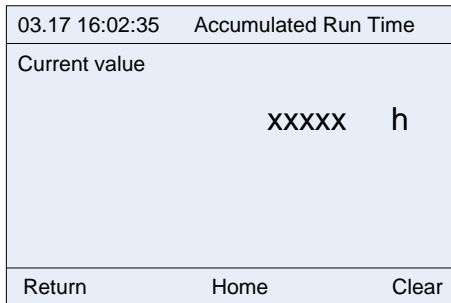 03.17 16:02:35 Accumulated Run Time
Current value
xxxxx h
Return Home Clear